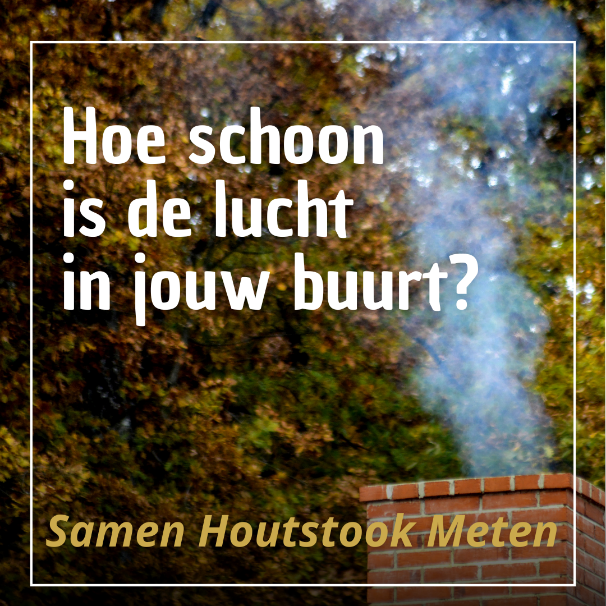 Hoe schoon
is de lucht
in jouw buurt?
Samen Houtstook Meten